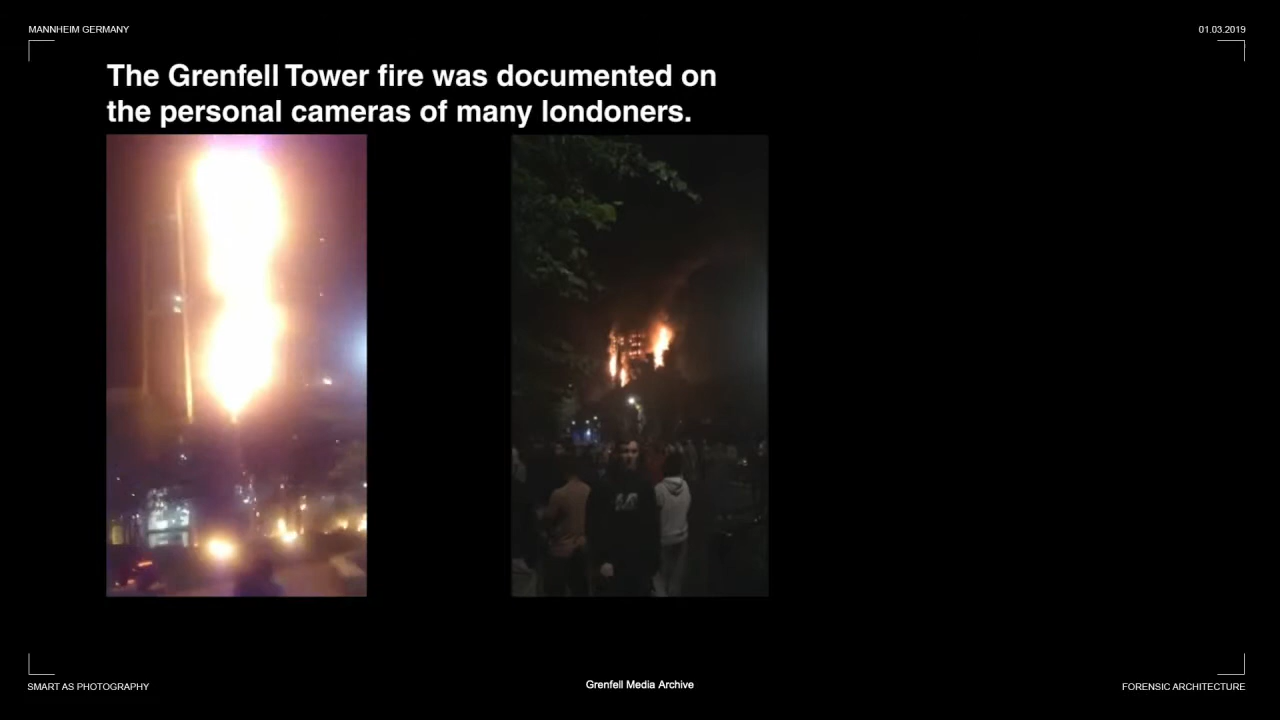 MANNHEIM GERMANY
01.03.2019
The Grenfell Tower fire was documented on
the personal cameras of many londoners.
SMART AS PHOTOGRAPHY
Grenfell Media Archive
FORENSIC ARCHITECTURE